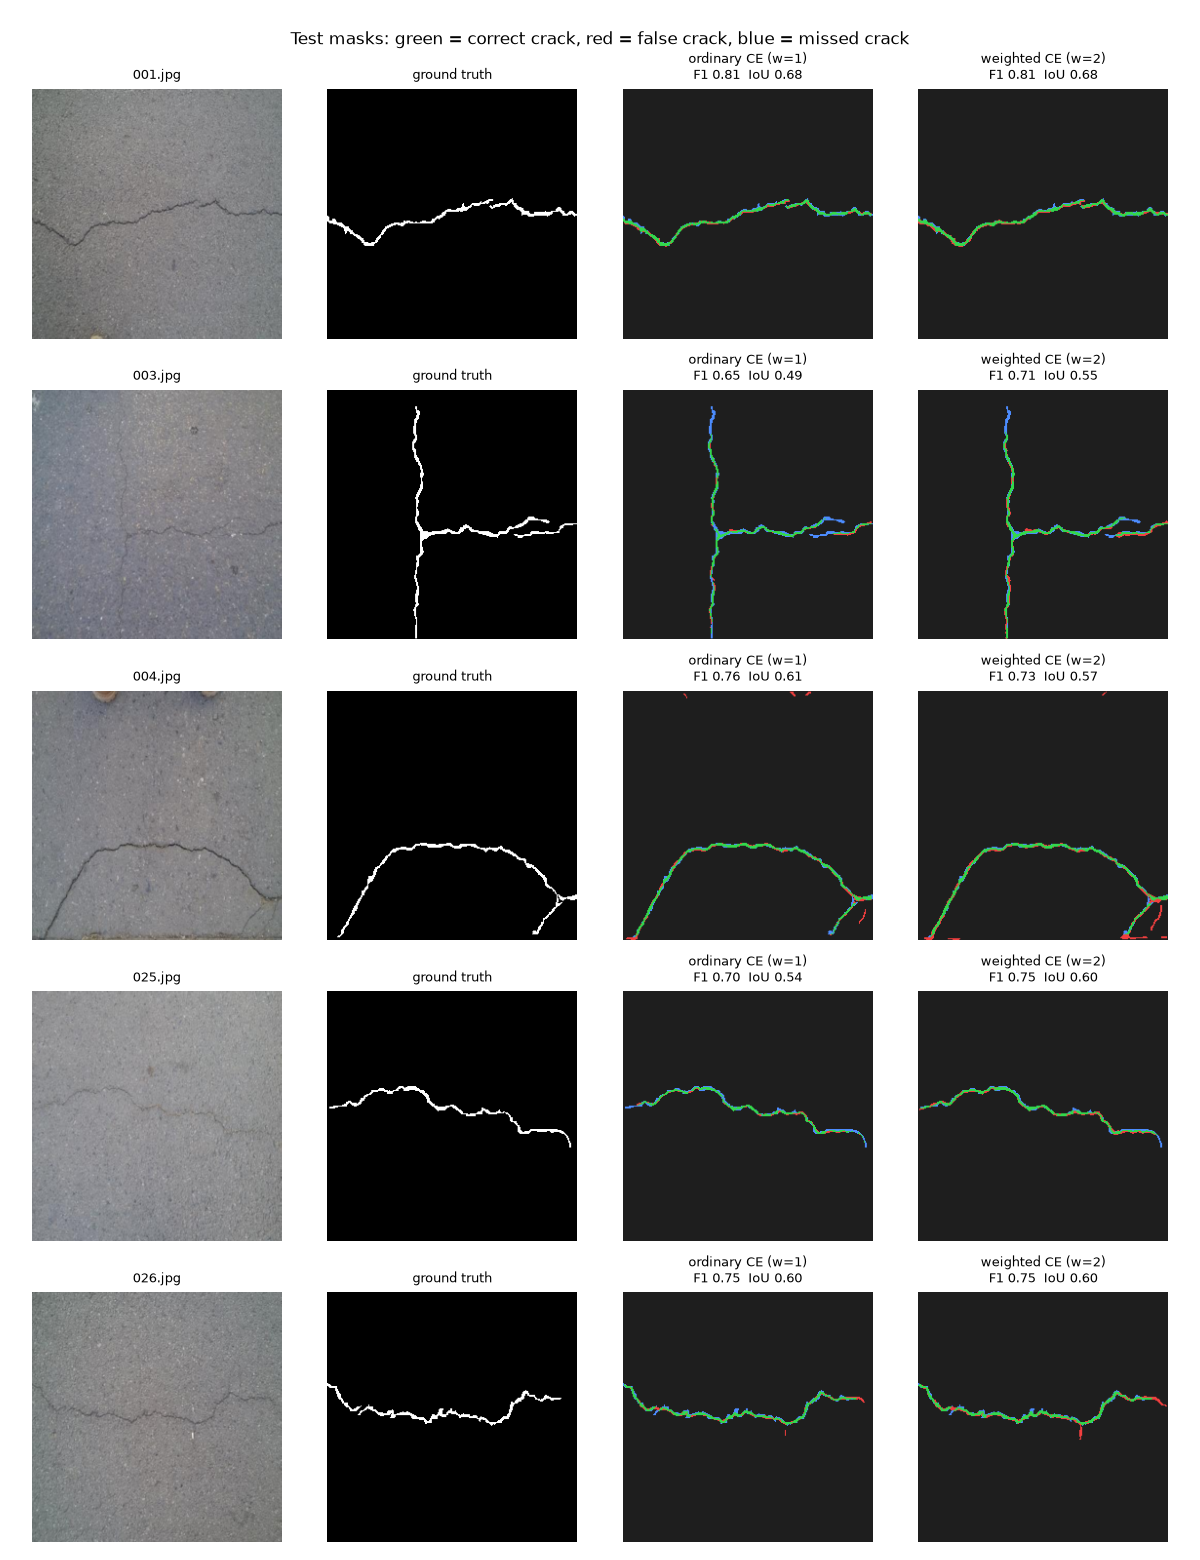 Test masks: green = correct crack, red = false crack, blue = missed crack
001.jpg
ground truth
ordinary CE (w=1)
F1 0.81  IoU 0.68
weighted CE (w=2)
F1 0.81  IoU 0.68
003.jpg
ground truth
ordinary CE (w=1)
F1 0.65  IoU 0.49
weighted CE (w=2)
F1 0.71  IoU 0.55
004.jpg
ground truth
ordinary CE (w=1)
F1 0.76  IoU 0.61
weighted CE (w=2)
F1 0.73  IoU 0.57
025.jpg
ground truth
ordinary CE (w=1)
F1 0.70  IoU 0.54
weighted CE (w=2)
F1 0.75  IoU 0.60
026.jpg
ground truth
ordinary CE (w=1)
F1 0.75  IoU 0.60
weighted CE (w=2)
F1 0.75  IoU 0.60